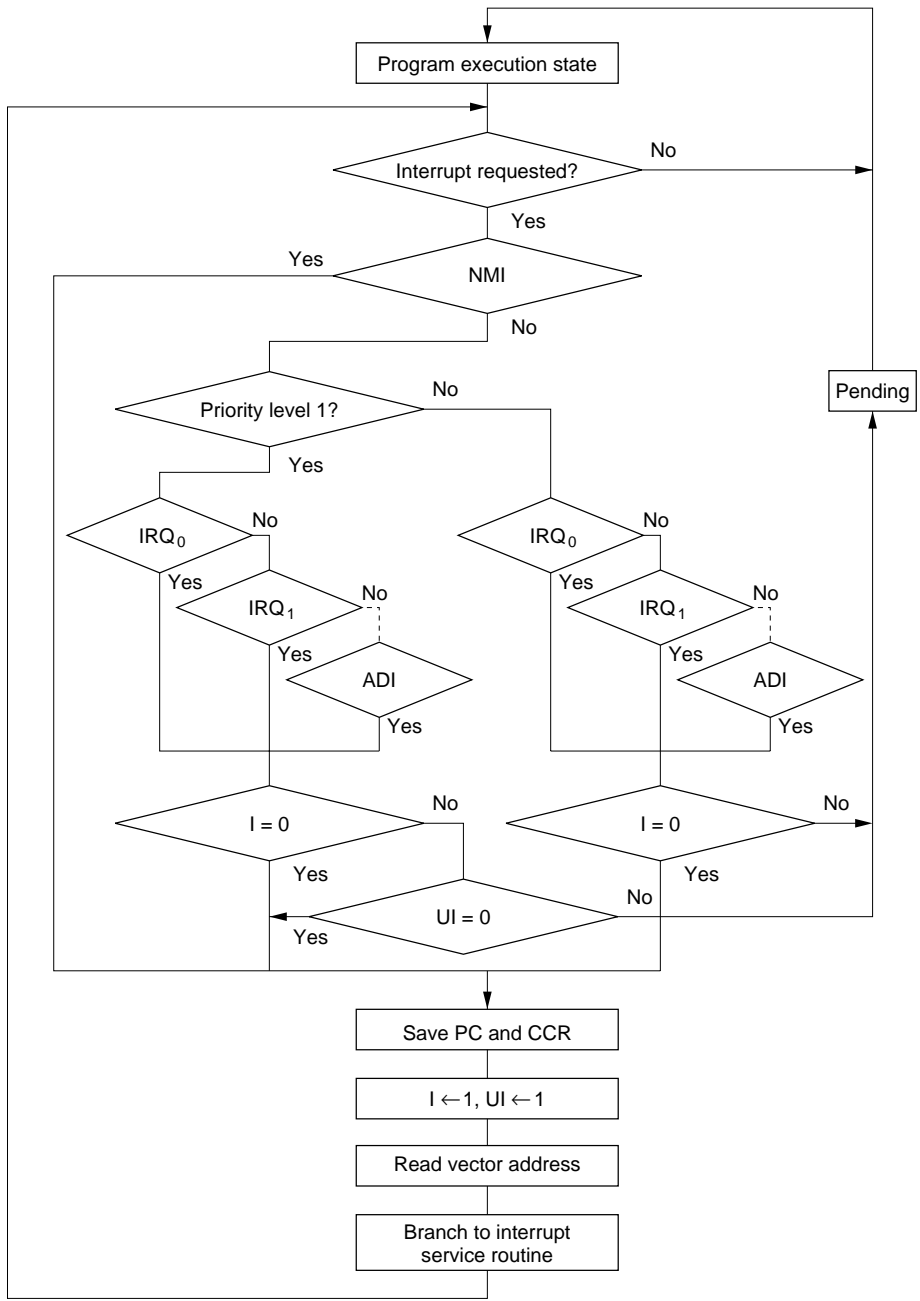 Program execution state
Interrupt requested?
No
Yes
Yes
NMI
No
Priority level 1?
No
Pending
Yes
IRQ0
No
Yes
IRQ0
No
Yes
IRQ1
No
Yes
IRQ1
No
Yes
ADI
Yes
ADI
Yes
I = 0
No
Yes
I = 0
No
Yes
UI = 0
No
Yes
Save PC and CCR
I ←1, UI ←1
Read vector address
Branch to interrupt
service routine